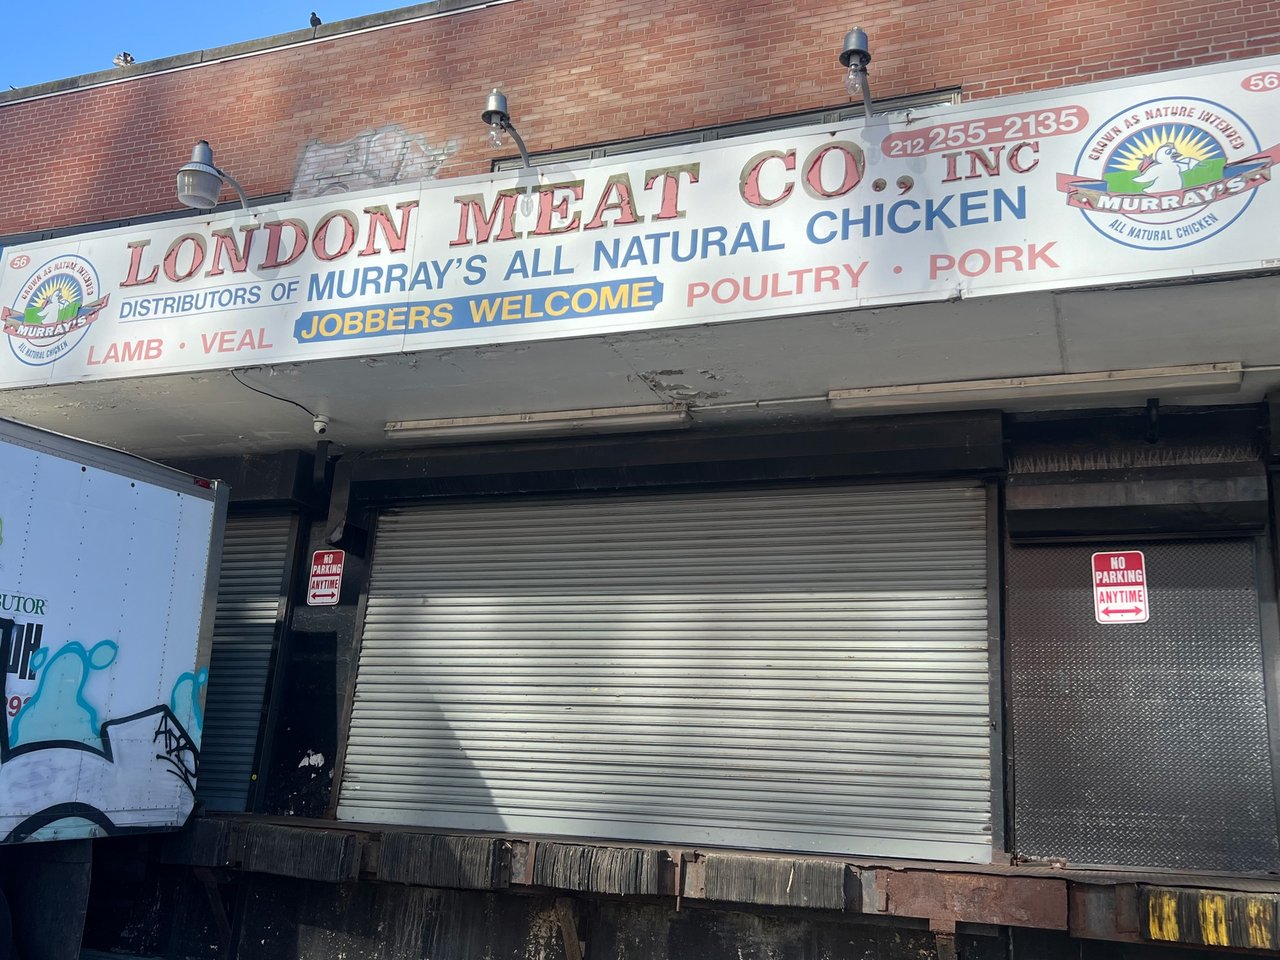 56
212 255-2135
LONDON MEAT CO., INC
DISTRIBUTORS OF MURRAY'S ALL NATURAL CHICKEN
LAMB • VEAL JOBBERS WELCOME POULTRY • PORK
GROWN AS NATURE INTENDED
MURRAY'S
ALL NATURAL CHICKEN
56
GROWN AS NATURE INTENDED
MURRAY'S
ALL NATURAL CHICKEN
NO
PARKING
ANYTIME
NO
PARKING
ANYTIME
BUTOR